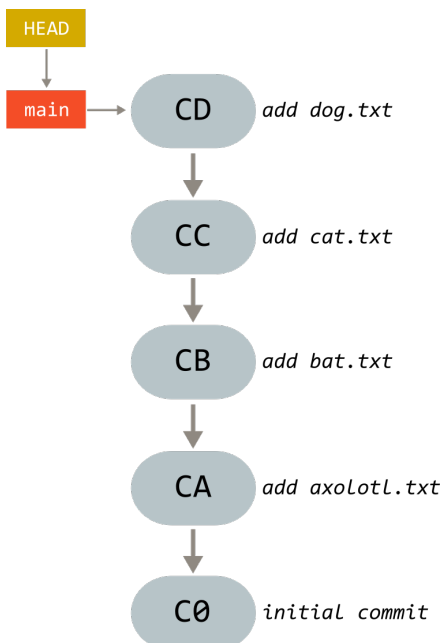 HEAD
main
CD add dog.txt
CC add cat.txt
CB add bat.txt
CA add axolotl.txt
C0 initial commit